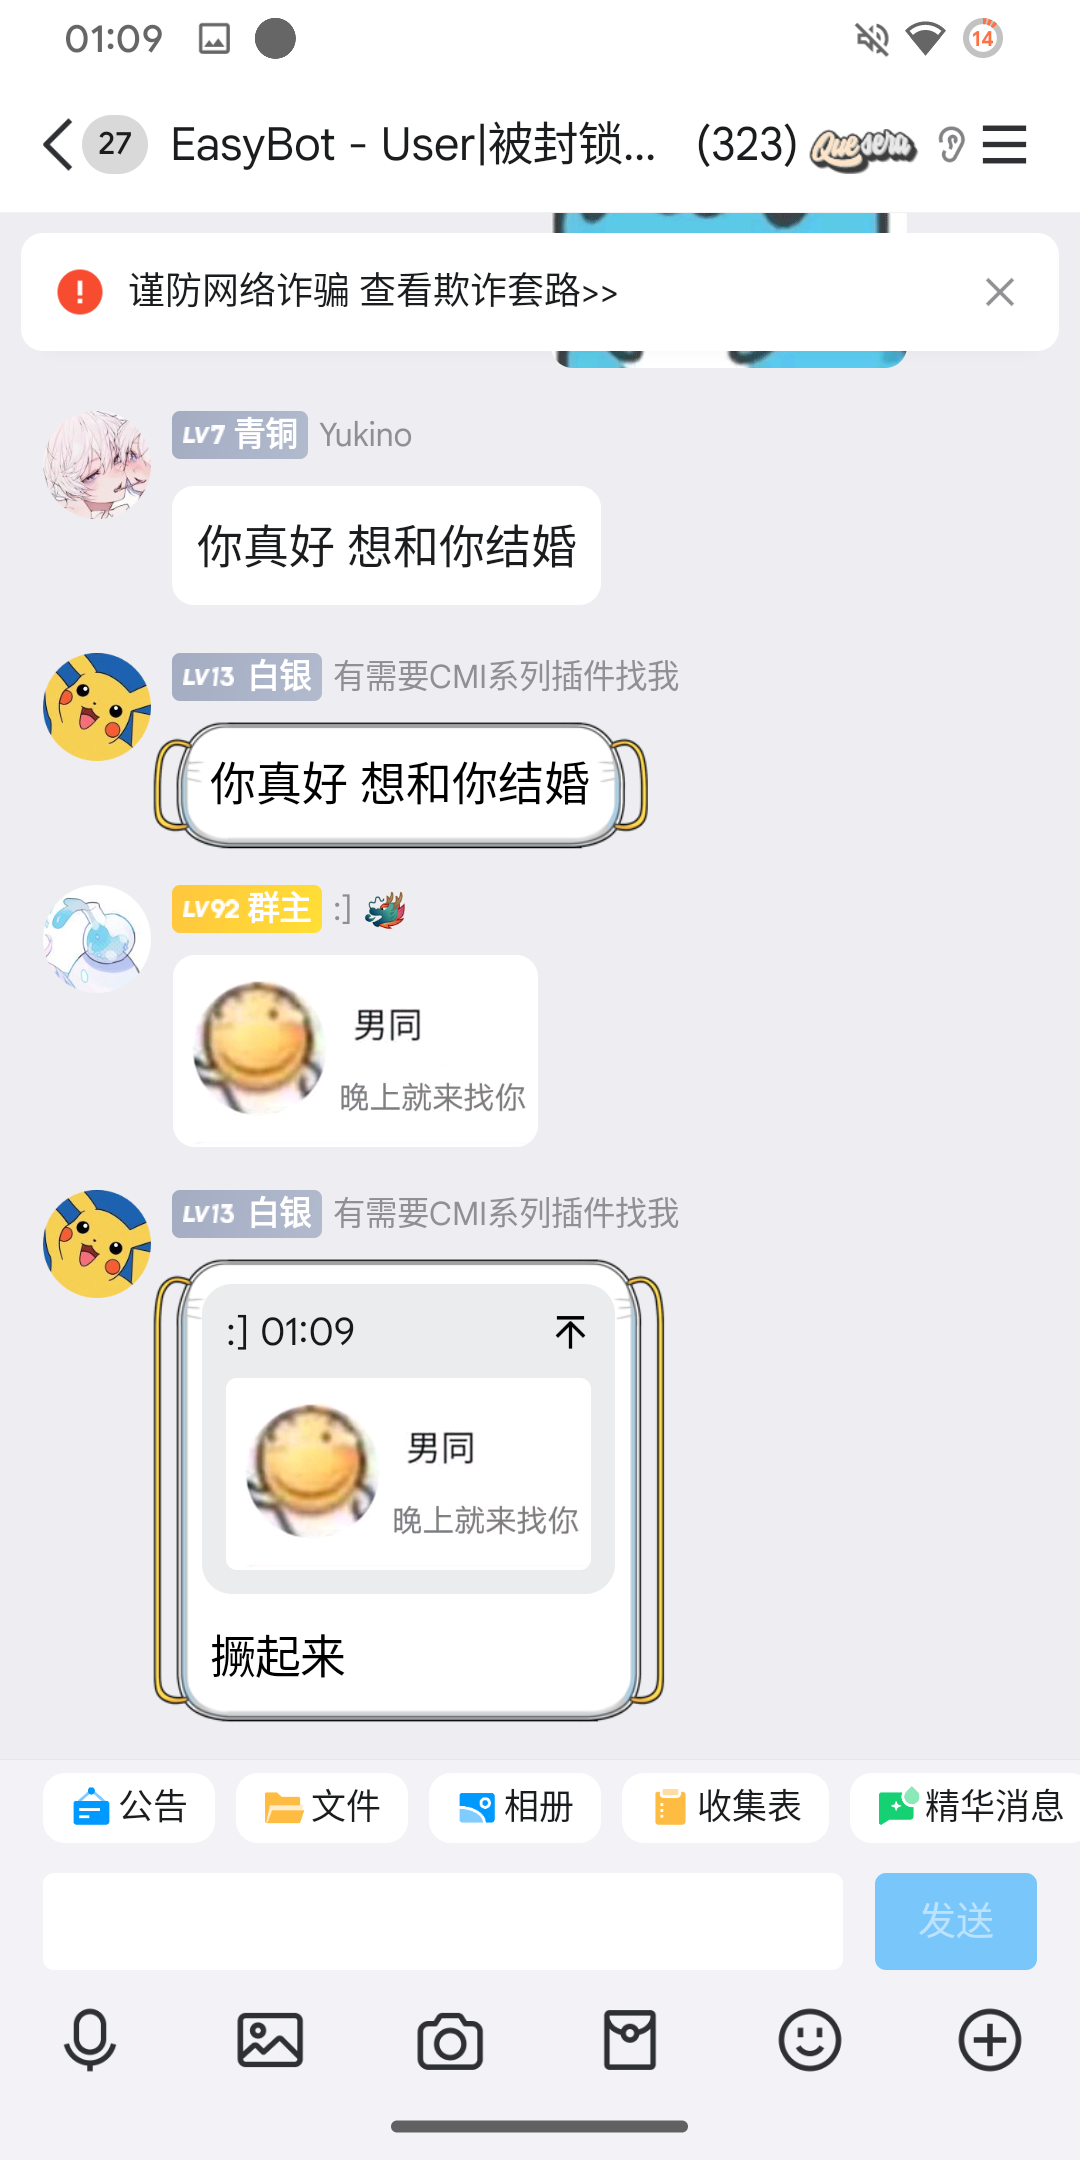 01:09
14
27 EasyBot - User|被封锁... (323) Que sera
谨防网络诈骗 查看欺诈套路>>
LV7 青铜 Yukino
你真好 想和你结婚
LV13 白银 有需要CMI系列插件找我
你真好 想和你结婚
LV92 群主 :]
男同
晚上就来找你
LV13 白银 有需要CMI系列插件找我
:] 01:09
男同
晚上就来找你
撅起来
公告 文件 相册 收集表 精华消息
发送